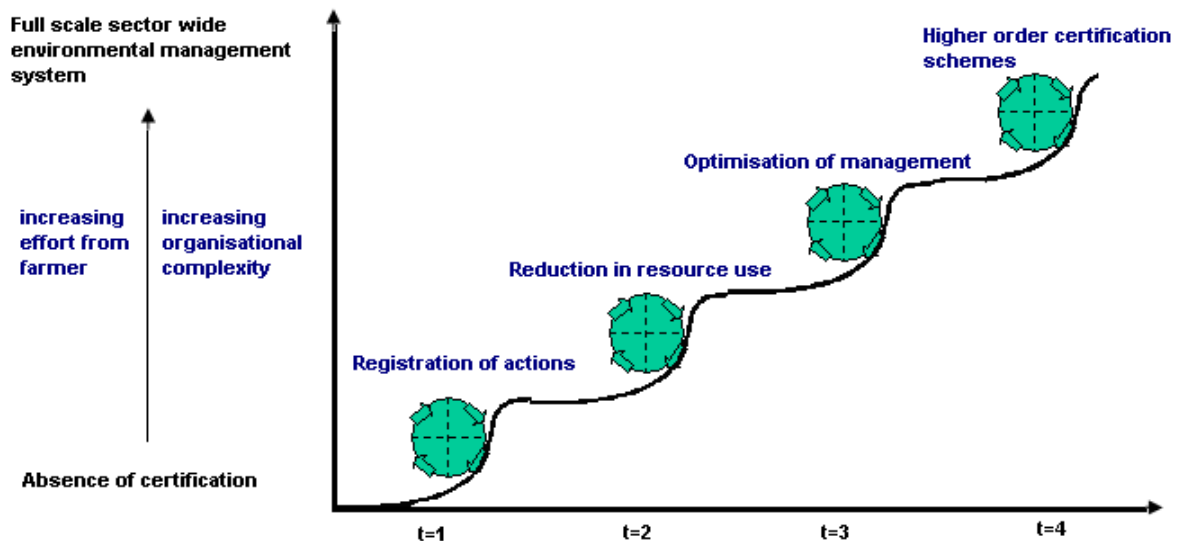 Full scale sector wide
environmental management
system
increasing
effort from
farmer
increasing
organisational
complexity
Absence of certification
Higher order certification
schemes
Optimisation of management
Reduction in resource use
Registration of actions
t=1
t=2
t=3
t=4